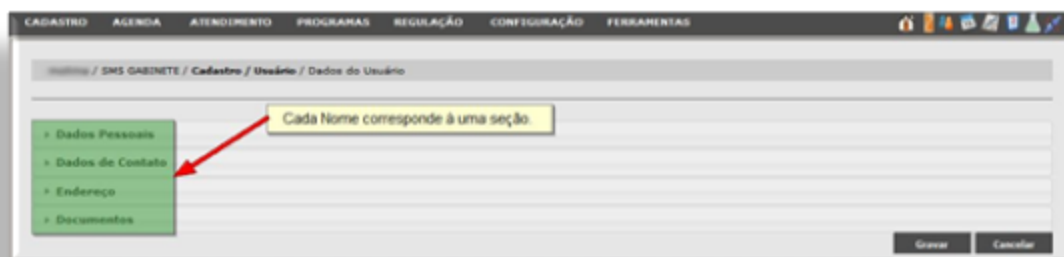 CADASTRO AGENDA ATENDIMENTO PROGRAMAS REGULAÇÃO CONFIGURAÇÃO FERRAMENTAS
/ SMS GABINETE / Cadastro / Usuário / Dados do Usuário
Cada Nome corresponde à uma seção.
› Dados Pessoais
› Dados de Contato
› Endereço
› Documentos
Gravar Cancelar